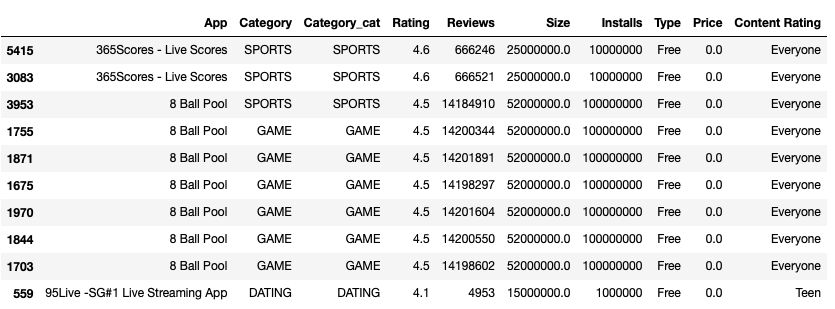 App Category Category_cat Rating Reviews Size Installs Type Price Content Rating
5415 365Scores - Live Scores SPORTS SPORTS 4.6 666246 25000000.0 10000000 Free 0.0 Everyone
3083 365Scores - Live Scores SPORTS SPORTS 4.6 666521 25000000.0 10000000 Free 0.0 Everyone
3953 8 Ball Pool SPORTS SPORTS 4.5 14184910 52000000.0 100000000 Free 0.0 Everyone
1755 8 Ball Pool GAME GAME 4.5 14200344 52000000.0 100000000 Free 0.0 Everyone
1871 8 Ball Pool GAME GAME 4.5 14201891 52000000.0 100000000 Free 0.0 Everyone
1675 8 Ball Pool GAME GAME 4.5 14198297 52000000.0 100000000 Free 0.0 Everyone
1970 8 Ball Pool GAME GAME 4.5 14201604 52000000.0 100000000 Free 0.0 Everyone
1844 8 Ball Pool GAME GAME 4.5 14200550 52000000.0 100000000 Free 0.0 Everyone
1703 8 Ball Pool GAME GAME 4.5 14198602 52000000.0 100000000 Free 0.0 Everyone
559 95Live -SG#1 Live Streaming App DATING DATING 4.1 4953 15000000.0 1000000 Free 0.0 Teen